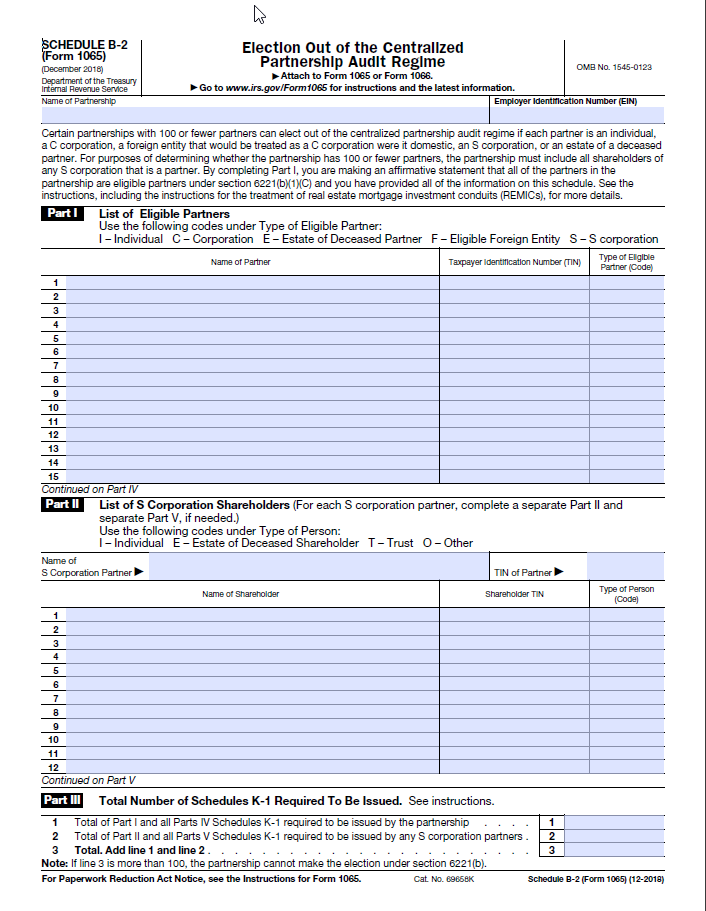 SCHEDULE B-2
(Form 1065)
(December 2018)
Department of the Treasury
Internal Revenue Service
Election Out of the Centralized
Partnership Audit Regime
▶ Attach to Form 1065 or Form 1066.
▶ Go to www.irs.gov/Form1065 for instructions and the latest information.
OMB No. 1545-0123
Name of Partnership
Employer Identification Number (EIN)
Certain partnerships with 100 or fewer partners can elect out of the centralized partnership audit regime if each partner is an individual,
a C corporation, a foreign entity that would be treated as a C corporation were it domestic, an S corporation, or an estate of a deceased
partner. For purposes of determining whether the partnership has 100 or fewer partners, the partnership must include all shareholders of
any S corporation that is a partner. By completing Part I, you are making an affirmative statement that all of the partners in the
partnership are eligible partners under section 6221(b)(1)(C) and you have provided all of the information on this schedule. See the
instructions, including the instructions for the treatment of real estate mortgage investment conduits (REMICs), for more details.
Part I List of Eligible Partners
Use the following codes under Type of Eligible Partner:
I – Individual C – Corporation E – Estate of Deceased Partner F – Eligible Foreign Entity S – S corporation
Name of Partner
Taxpayer Identification Number (TIN)
Type of Eligible
Partner (Code)
1
2
3
4
5
6
7
8
9
10
11
12
13
14
15
Continued on Part IV
Part II List of S Corporation Shareholders (For each S corporation partner, complete a separate Part II and
separate Part V, if needed.)
Use the following codes under Type of Person:
I – Individual E – Estate of Deceased Shareholder T – Trust O – Other
Name of
S Corporation Partner ▶
TIN of Partner ▶
Name of Shareholder
Shareholder TIN
Type of Person
(Code)
1
2
3
4
5
6
7
8
9
10
11
12
Continued on Part V
Part III Total Number of Schedules K-1 Required To Be Issued. See instructions.
1 Total of Part I and all Parts IV Schedules K-1 required to be issued by the partnership . . . . 1
2 Total of Part II and all Parts V Schedules K-1 required to be issued by any S corporation partners . 2
3 Total. Add line 1 and line 2 . . . . . . . . . . . . . . . . . . . . . . . . 3
Note: If line 3 is more than 100, the partnership cannot make the election under section 6221(b).
For Paperwork Reduction Act Notice, see the Instructions for Form 1065. Cat. No. 69658K Schedule B-2 (Form 1065) (12-2018)